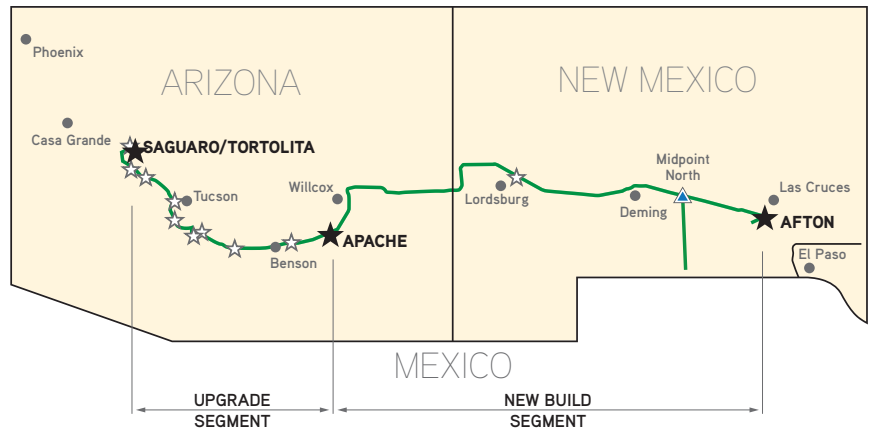 Phoenix
ARIZONA
NEW MEXICO
Casa Grande
SAGUARO/TORTOLITA
Midpoint
North
Tucson
Willcox
Lordsburg
Deming
Las Cruces
AFTON
APACHE
Benson
El Paso
MEXICO
UPGRADE
SEGMENT
NEW BUILD
SEGMENT